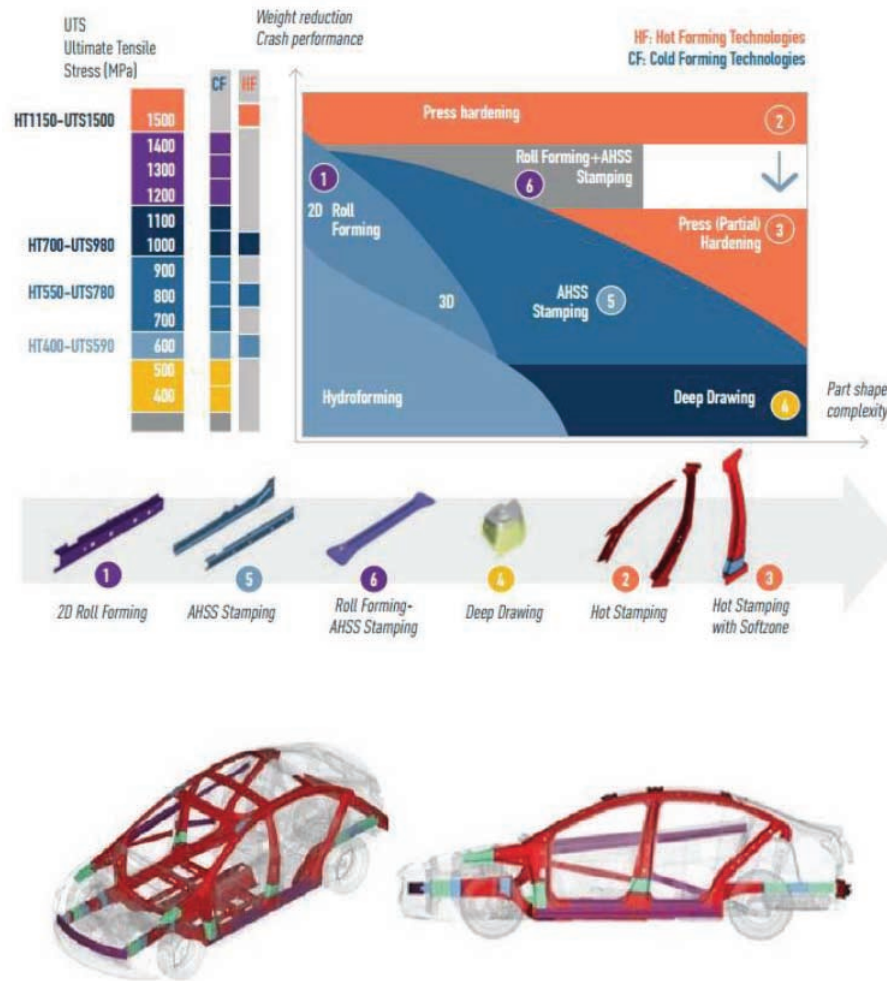 UTS
Ultimate Tensile
Stress (MPa)
Weight reduction
Crash performance
HF: Hot Forming Technologies
CF: Cold Forming Technologies
CF
HF
HT1150-UTS1500
1500
1400
1300
1200
1100
HT700-UTS980
1000
900
HT550-UTS780
800
700
HT400-UTS590
600
500
400
Press hardening
2
Roll Forming+AHSS
Stamping
6
1
2D Roll
Forming
Press (Partial)
Hardening
3
3D
AHSS
Stamping
5
Hydroforming
Deep Drawing
4
Part shape
complexity
1
5
6
4
2
3
2D Roll Forming
AHSS Stamping
Roll Forming-
AHSS Stamping
Deep Drawing
Hot Stamping
Hot Stamping
with Softzone